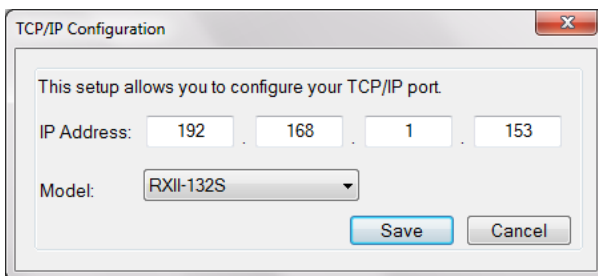 TCP/IP Configuration
This setup allows you to configure your TCP/IP port.
IP Address: 192 . 168 . 1 . 153
Model: RXII-132S
Save Cancel